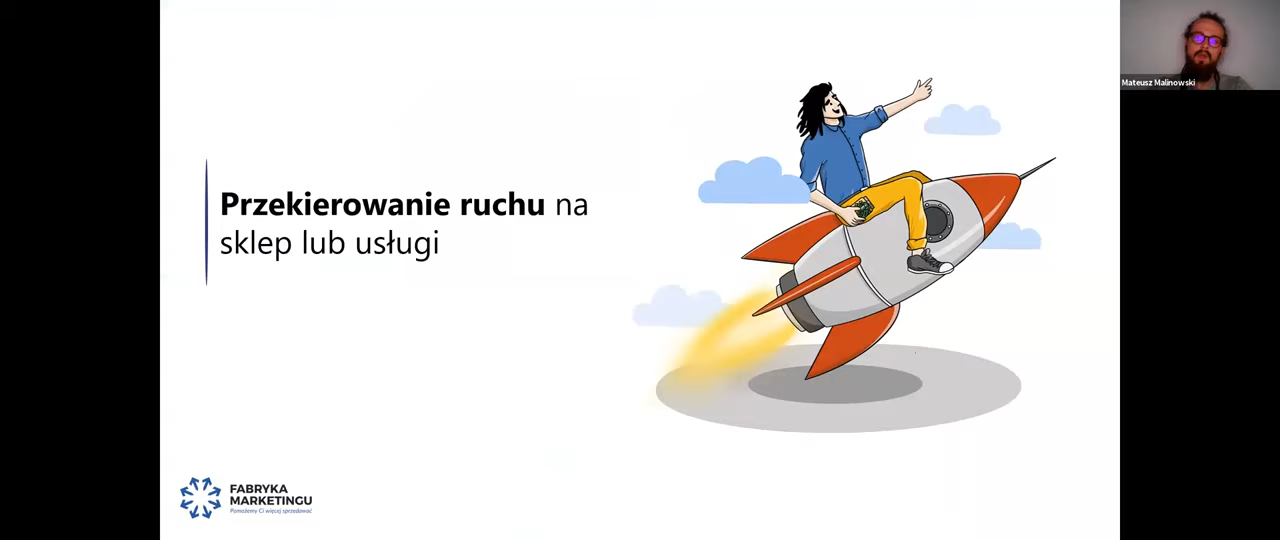 Mateusz Malinowski
Przekierowanie ruchu na
sklep lub usługi
FABRYKA
MARKETINGU
Pomożemy Ci więcej sprzedawać